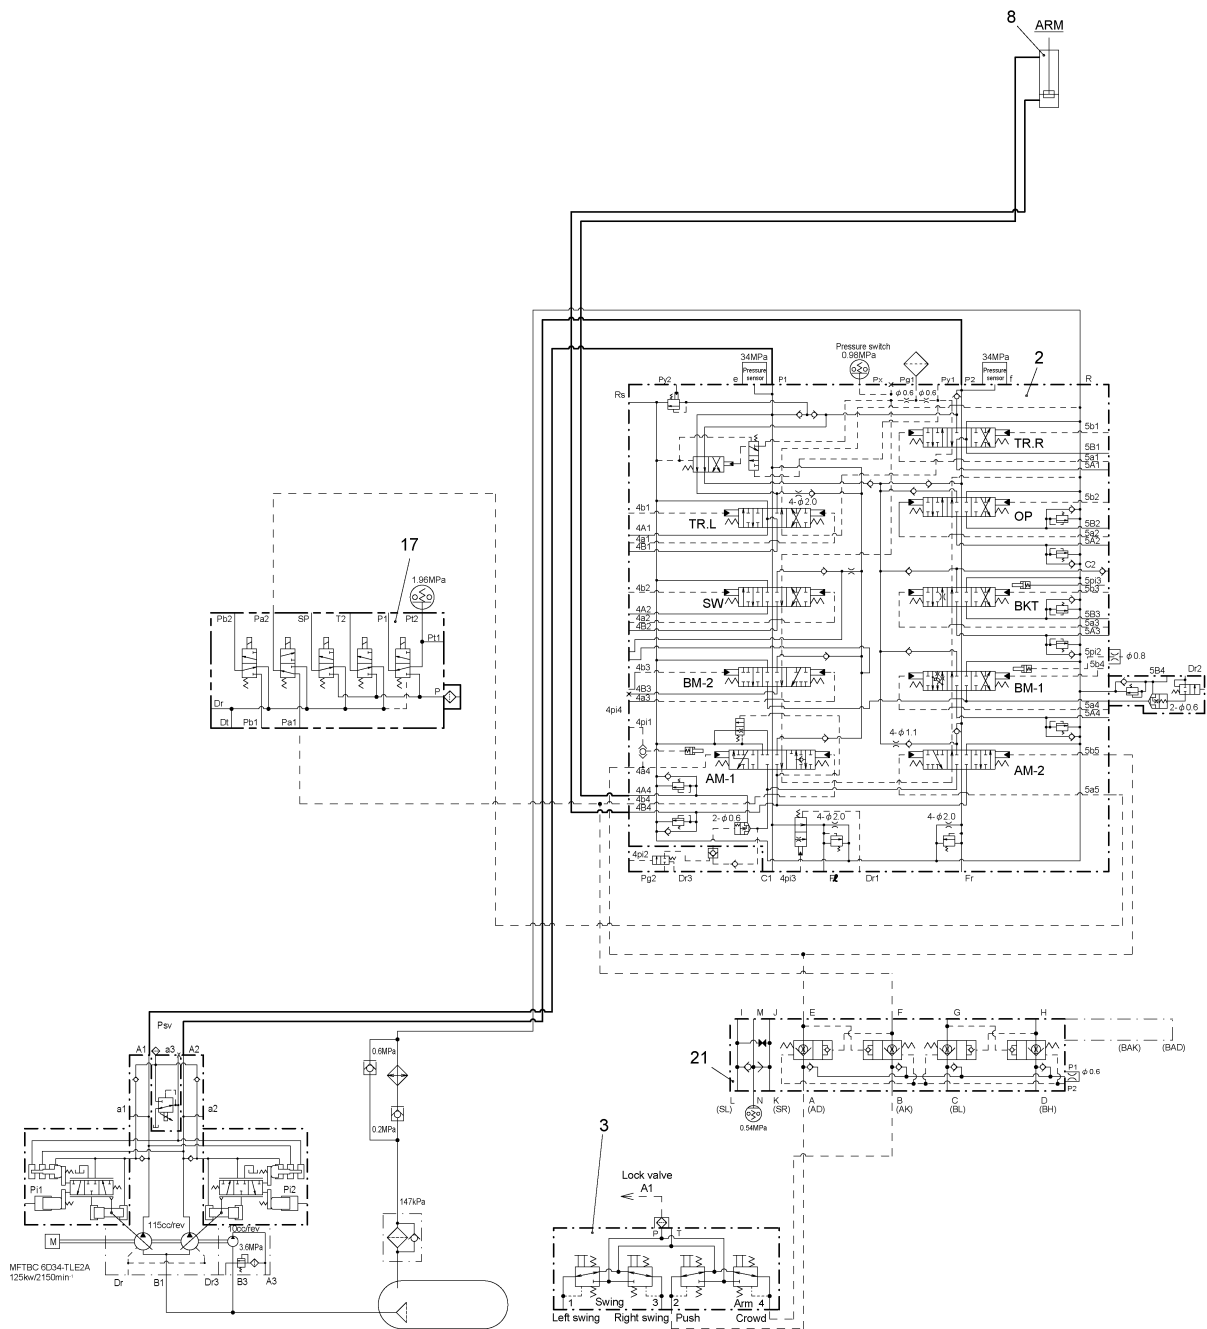 8
ARM
Pressure switch
0.98MPa
34MPa
Pressure
sensor
34MPa
Pressure
sensor
2
Py2
e
P1
Px
Pg1
Py1
P2
f
R
Rs
φ0.6
φ0.6
5b1
TR.R
5B1
5a1
5A1
4-φ2.0
4b1
TR.L
4A1
4a1
4B1
5b2
OP
5B2
5a2
5A2
C2
17
1.96MPa
Pb2
Pa2
SP
T2
P1
Pt2
Pt1
P
Dr
Dt
Pb1
Pa1
4b2
SW
4A2
4a2
4B2
5pi3
5b3
BKT
5B3
5a3
5A3
5pi2
φ0.8
5b4
4b3
BM-2
4B3
4a3
4pi4
BM-1
5B4
Dr2
2-φ0.6
5a4
5A4
4pi1
4-φ1.1
4a4
AM-1
AM-2
5b5
4A4
4b4
4B4
5a5
2-φ0.6
4-φ2.0
4-φ2.0
4pi2
Pg2
Dr3
C1
4pi3
Dr1
Fr
Psv
A1
a3
A2
a1
a2
Pi1
Pi2
115cc/rev
10cc/rev
3.6MPa
M
MFTBC 6D34-TLE2A
125kw/2150min-1
Dr
B1
Dr3
B3
A3
0.6MPa
0.2MPa
147kPa
I
M
J
E
F
G
H
(BAK)
(BAD)
21
P1
φ0.6
P2
L
(SL)
N
K
(SR)
A
(AD)
B
(AK)
C
(BL)
D
(BH)
0.54MPa
3
Lock valve
A1
P
T
1
Swing
3
2
Arm
4
Left swing
Right swing
Push
Crowd